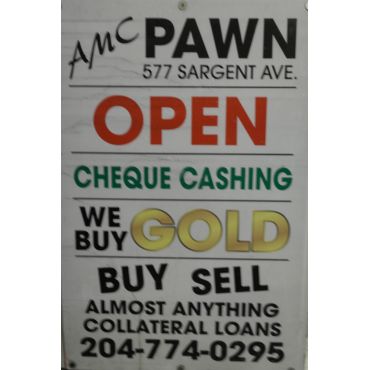 AMC PAWN
577 SARGENT AVE.
OPEN
CHEQUE CASHING
WE BUY GOLD
BUY SELL
ALMOST ANYTHING
COLLATERAL LOANS
204-774-0295